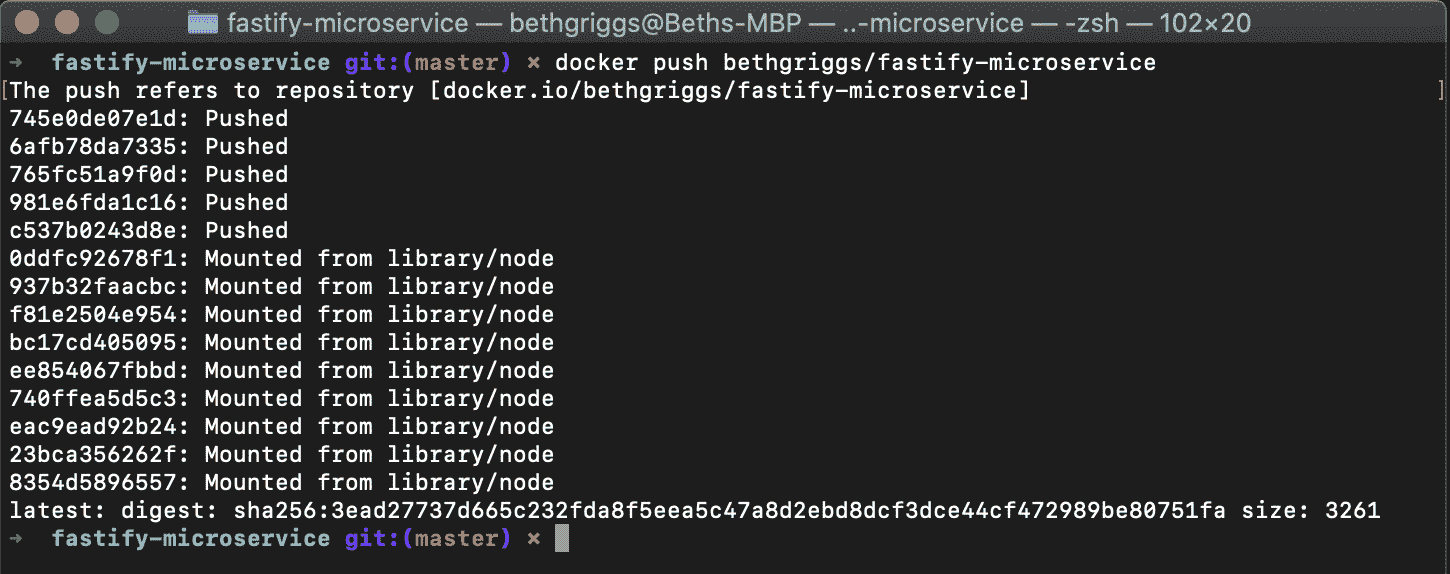 fastify-microservice — bethgriggs@Beths-MBP — ..-microservice — -zsh — 102×20
→ fastify-microservice git:(master) × docker push bethgriggs/fastify-microservice
[The push refers to repository [docker.io/bethgriggs/fastify-microservice] ]
745e0de07e1d: Pushed
6afb78da7335: Pushed
765fc51a9f0d: Pushed
981e6fda1c16: Pushed
c537b0243d8e: Pushed
0ddfc92678f1: Mounted from library/node
937b32faacbc: Mounted from library/node
f81e2504e954: Mounted from library/node
bc17cd405095: Mounted from library/node
ee854067fbbd: Mounted from library/node
740ffea5d5c3: Mounted from library/node
eac9ead92b24: Mounted from library/node
23bca356262f: Mounted from library/node
8354d5896557: Mounted from library/node
latest: digest: sha256:3ead27737d665c232fda8f5eea5c47a8d2ebd8dcf3dce44cf472989be80751fa size: 3261
→ fastify-microservice git:(master) ×